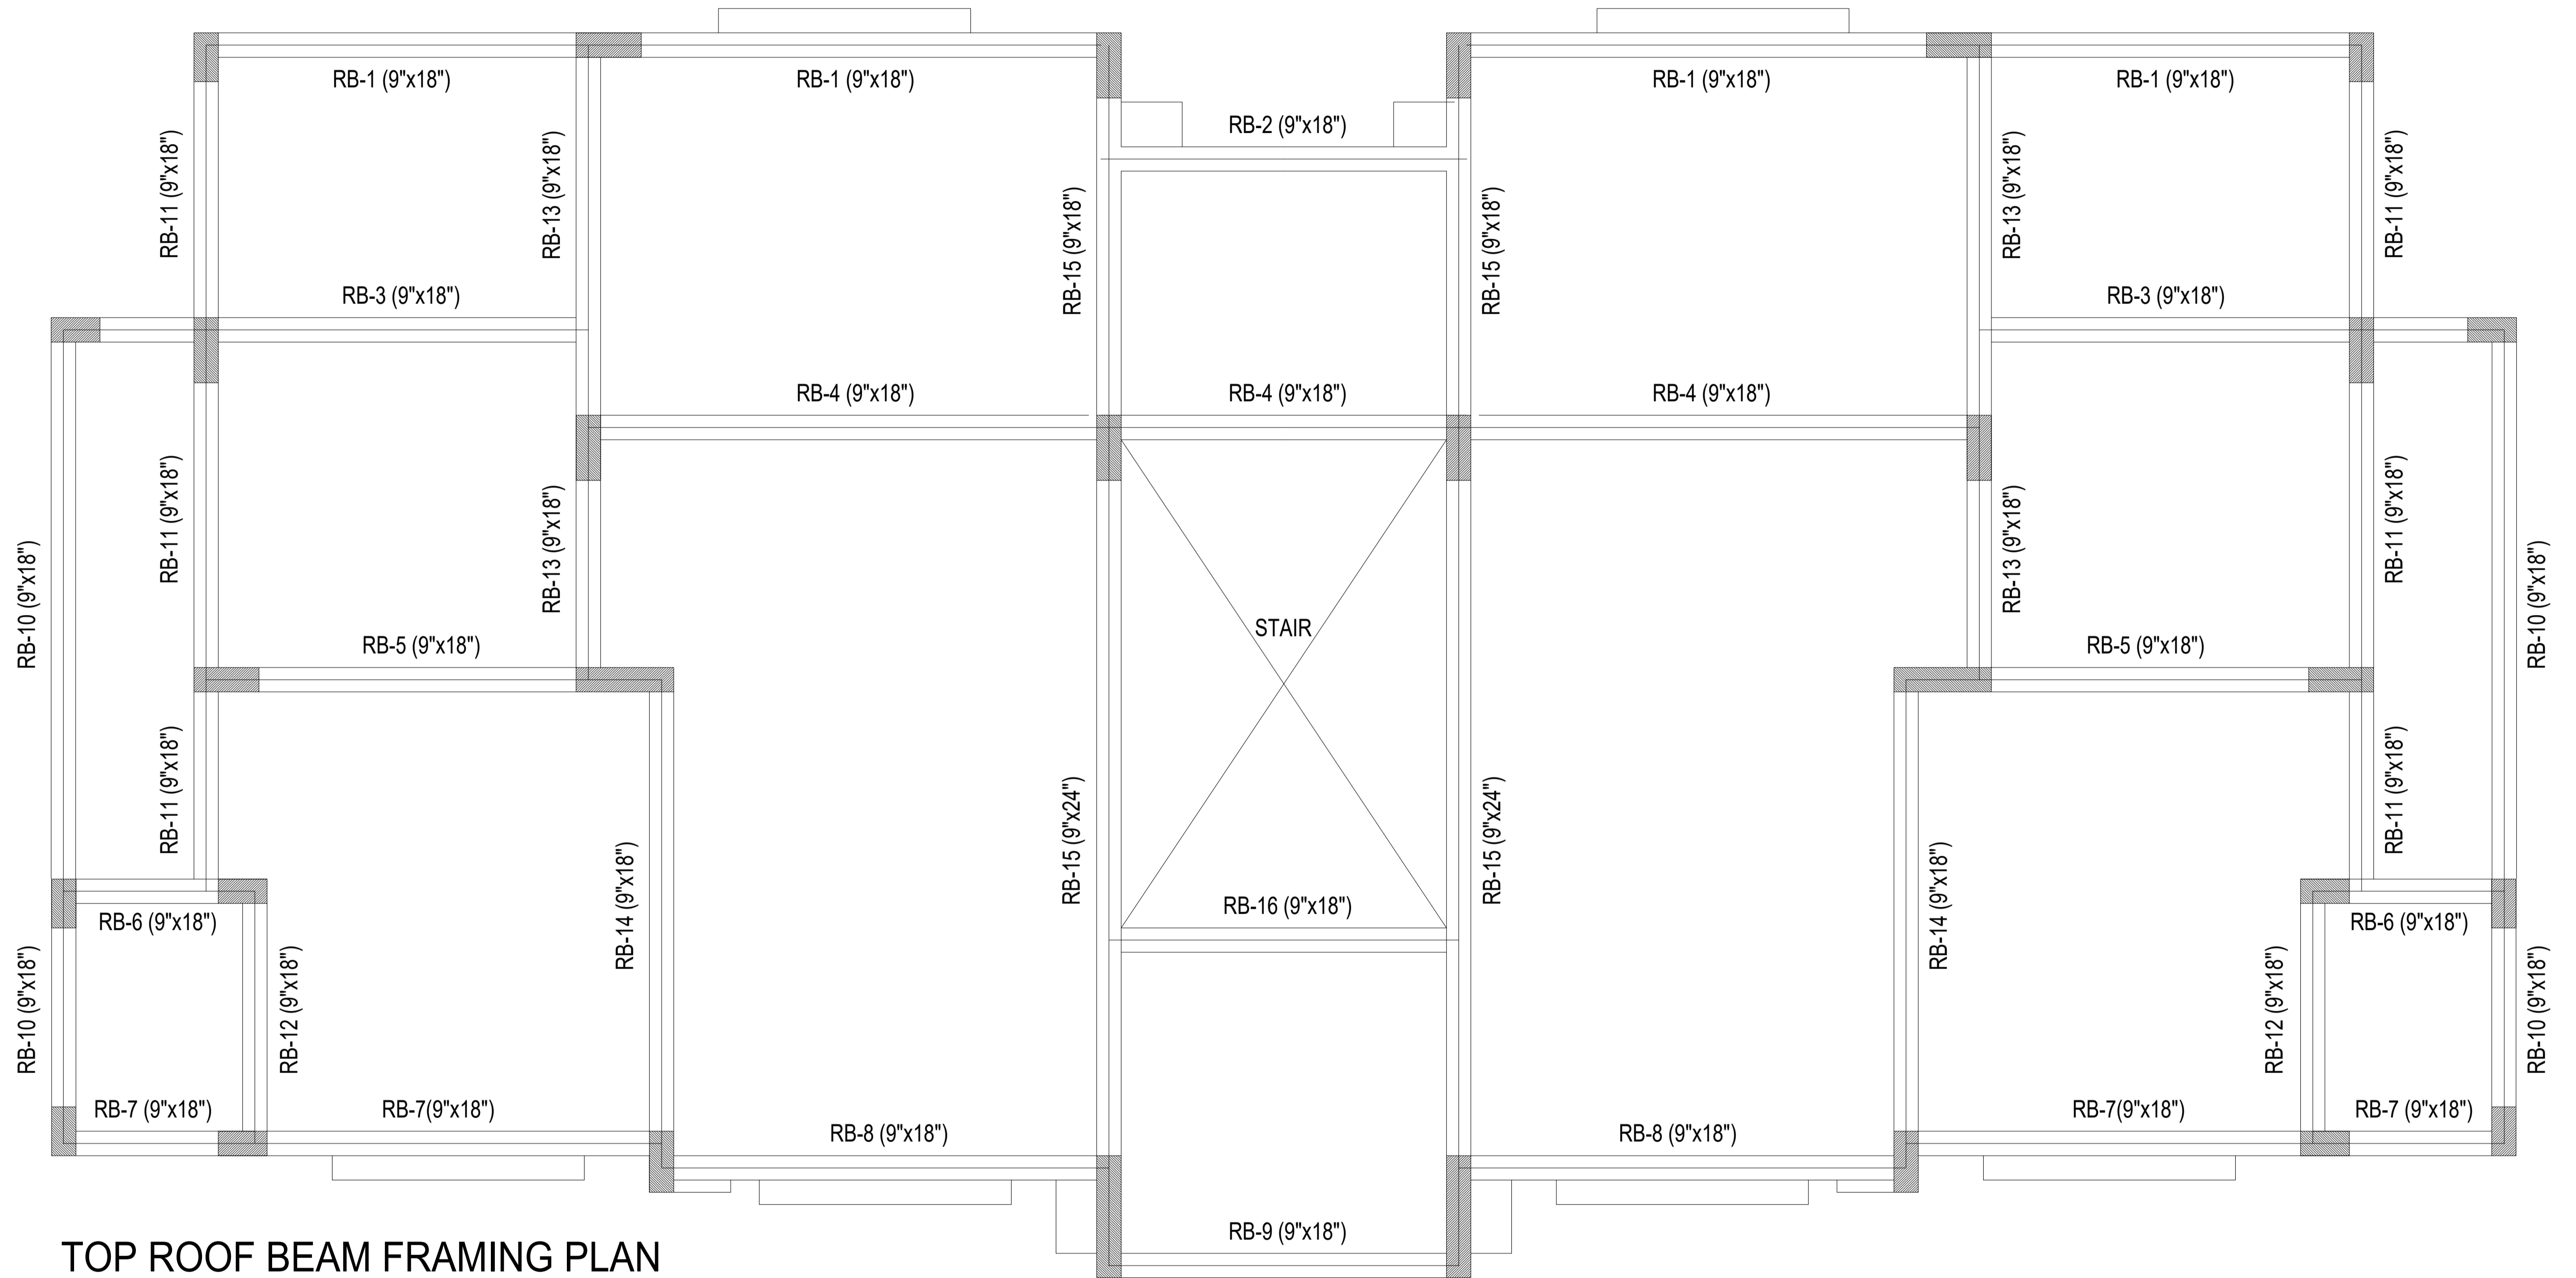 RB-1 (9"x18")
RB-1 (9"x18")
RB-1 (9"x18")
RB-1 (9"x18")
RB-2 (9"x18")
RB-11 (9"x18")
RB-13 (9"x18")
RB-15 (9"x18")
RB-15 (9"x18")
RB-13 (9"x18")
RB-11 (9"x18")
RB-3 (9"x18")
RB-3 (9"x18")
RB-4 (9"x18")
RB-4 (9"x18")
RB-4 (9"x18")
RB-10 (9"x18")
RB-11 (9"x18")
RB-13 (9"x18")
RB-13 (9"x18")
RB-11 (9"x18")
RB-10 (9"x18")
STAIR
RB-5 (9"x18")
RB-5 (9"x18")
RB-11 (9"x18")
RB-14 (9"x18")
RB-15 (9"x24")
RB-15 (9"x24")
RB-14 (9"x18")
RB-11 (9"x18")
RB-16 (9"x18")
RB-6 (9"x18")
RB-6 (9"x18")
RB-10 (9"x18")
RB-12 (9"x18")
RB-12 (9"x18")
RB-10 (9"x18")
RB-7 (9"x18")
RB-7(9"x18")
RB-7(9"x18")
RB-7 (9"x18")
RB-8 (9"x18")
RB-8 (9"x18")
RB-9 (9"x18")
TOP ROOF BEAM FRAMING PLAN